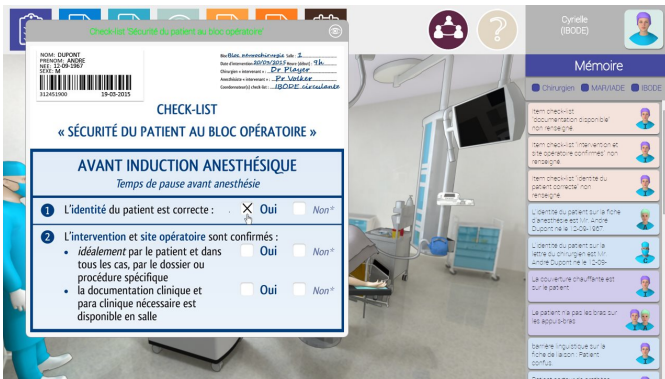 Check-list 'Sécurité du patient au bloc opératoire'
NOM: DUPONT
PRENOM: ANDRE
NEE: 12-09-1967
SEXE: M
312451900 19-03-2015
Bloc Bloc Neurochirurgie Salle : 1
Date d'intervention 20/03/2015 Heure (début) : 9h
Chirurgien « intervenant » : Dr Player
Anesthésiste « intervenant » : Pr Volker
Coordonnateur(s) check-list : IBODE circulante
CHECK-LIST
« SÉCURITÉ DU PATIENT AU BLOC OPÉRATOIRE »
AVANT INDUCTION ANESTHÉSIQUE
Temps de pause avant anesthésie
1 L'identité du patient est correcte : Oui Non*
2 L'intervention et site opératoire sont confirmés :
• idéalement par le patient et dans Oui Non*
tous les cas, par le dossier ou
procédure spécifique
• la documentation clinique et Oui Non*
para clinique nécessaire est
disponible en salle
?
Cyrielle
(IBODE)
Mémoire
Chirurgien MAR/IADE IBODE
Item check-list
'documentation disponible'
non renseigné.
Item check-list 'Intervention et
site opératoire confirmés' non
renseigné.
Item check-list 'Identité du
patient correcte' non
renseigné.
L'identité du patient sur la fiche
d'anesthésie est Mr. André
Dupont né le 12-09-1967
L'identité du patient sur la
lettre du chirurgien est Mr.
André Dupont né le 12-09-
La couverture chauffante est
sur le patient
Le patient n'a pas les bras sur
les appuis-bras
barrière linguistique sur la
fiche de liaison : Patient
confus.